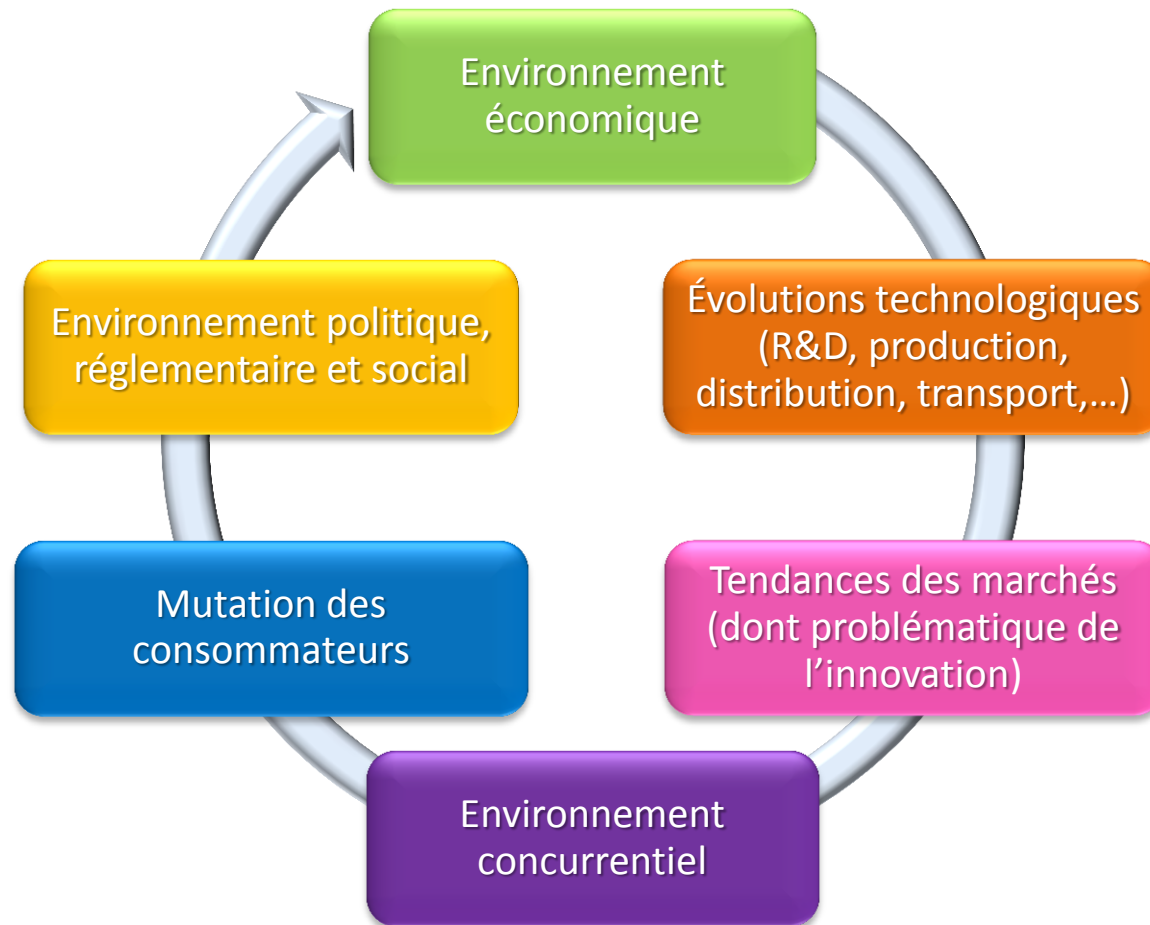 Environnement
économique
Évolutions technologiques
(R&D, production,
distribution, transport,…)
Tendances des marchés
(dont problématique de
l’innovation)
Environnement
concurrentiel
Mutation des
consommateurs
Environnement politique,
réglementaire et social